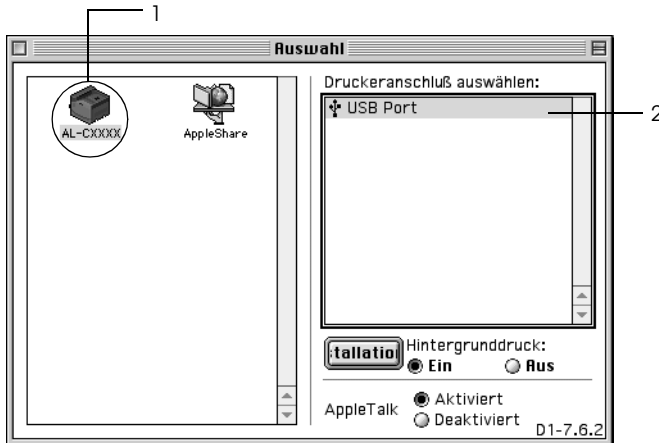 1
Auswahl
Druckeranschluß auswählen:
USB Port
2
AL-CXXXX
AppleShare
:tallation
Hintergrunddruck:
Ein
Aus
AppleTalk
Aktiviert
Deaktiviert
D1-7.6.2